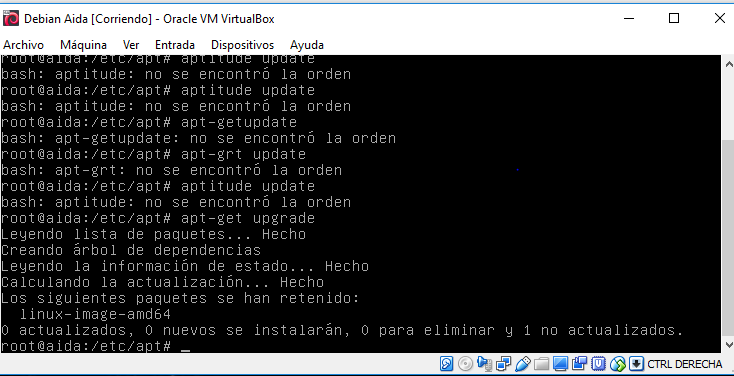 Debian Aida [Corriendo] - Oracle VM VirtualBox
Archivo Máquina Ver Entrada Dispositivos Ayuda
root@aida:/etc/apt# aptitude update
bash: aptitude: no se encontró la orden
root@aida:/etc/apt# aptitude update
bash: aptitude: no se encontró la orden
root@aida:/etc/apt# apt-getupdate
bash: apt-getupdate: no se encontró la orden
root@aida:/etc/apt# apt-grt update
bash: apt-grt: no se encontró la orden
root@aida:/etc/apt# aptitude update
bash: aptitude: no se encontró la orden
root@aida:/etc/apt# apt-get upgrade
Leyendo lista de paquetes... Hecho
Creando árbol de dependencias
Leyendo la información de estado... Hecho
Calculando la actualización... Hecho
Los siguientes paquetes se han retenido:
  linux-image-amd64
0 actualizados, 0 nuevos se instalarán, 0 para eliminar y 1 no actualizados.
root@aida:/etc/apt# _
CTRL DERECHA